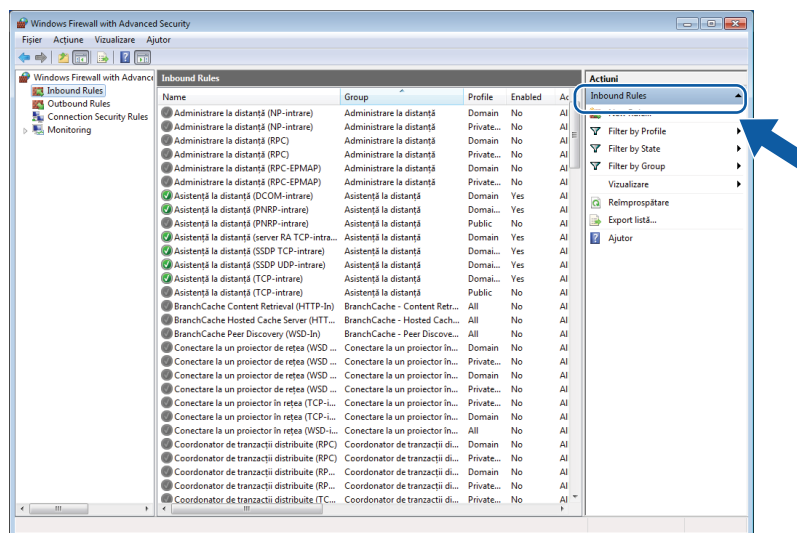 Windows Firewall with Advanced Security
Fișier Acțiune Vizualizare Ajutor
Windows Firewall with Advance
Inbound Rules
Outbound Rules
Connection Security Rules
Monitoring
Inbound Rules
Name Group Profile Enabled Ac
Administrare la distanță (NP-intrare) Administrare la distanță Domain No Al
Administrare la distanță (NP-intrare) Administrare la distanță Private... No Al
Administrare la distanță (RPC) Administrare la distanță Domain No Al
Administrare la distanță (RPC) Administrare la distanță Private... No Al
Administrare la distanță (RPC-EPMAP) Administrare la distanță Domain No Al
Administrare la distanță (RPC-EPMAP) Administrare la distanță Private... No Al
Asistență la distanță (DCOM-intrare) Asistență la distanță Domain Yes Al
Asistență la distanță (PNRP-intrare) Asistență la distanță Domai... Yes Al
Asistență la distanță (PNRP-intrare) Asistență la distanță Public No Al
Asistență la distanță (server RA TCP-intra... Asistență la distanță Domain Yes Al
Asistență la distanță (SSDP TCP-intrare) Asistență la distanță Domai... Yes Al
Asistență la distanță (SSDP UDP-intrare) Asistență la distanță Domai... Yes Al
Asistență la distanță (TCP-intrare) Asistență la distanță Domai... Yes Al
Asistență la distanță (TCP-intrare) Asistență la distanță Public No Al
BranchCache Content Retrieval (HTTP-In) BranchCache - Content Retr... All No Al
BranchCache Hosted Cache Server (HTT... BranchCache - Hosted Cach... All No Al
BranchCache Peer Discovery (WSD-In) BranchCache - Peer Discove... All No Al
Conectare la un proiector de rețea (WSD ... Conectare la un proiector în... Domain No Al
Conectare la un proiector de rețea (WSD ... Conectare la un proiector în... Private... No Al
Conectare la un proiector de rețea (WSD ... Conectare la un proiector în... Domain No Al
Conectare la un proiector de rețea (WSD ... Conectare la un proiector în... Private... No Al
Conectare la un proiector în rețea (TCP-i... Conectare la un proiector în... Private... No Al
Conectare la un proiector în rețea (TCP-i... Conectare la un proiector în... Domain No Al
Conectare la un proiector în rețea (WSD-i... Conectare la un proiector în... All No Al
Coordonator de tranzacții distribuite (RPC) Coordonator de tranzacții di... Domain No Al
Coordonator de tranzacții distribuite (RPC) Coordonator de tranzacții di... Private... No Al
Coordonator de tranzacții distribuite (RP... Coordonator de tranzacții di... Domain No Al
Coordonator de tranzacții distribuite (RP... Coordonator de tranzacții di... Private... No Al
Coordonator de tranzacții distribuite (TC... Coordonator de tranzacții di... Private... No Al
Acțiuni
Inbound Rules
Filter by Profile
Filter by State
Filter by Group
Vizualizare
Reîmprospătare
Export listă...
Ajutor